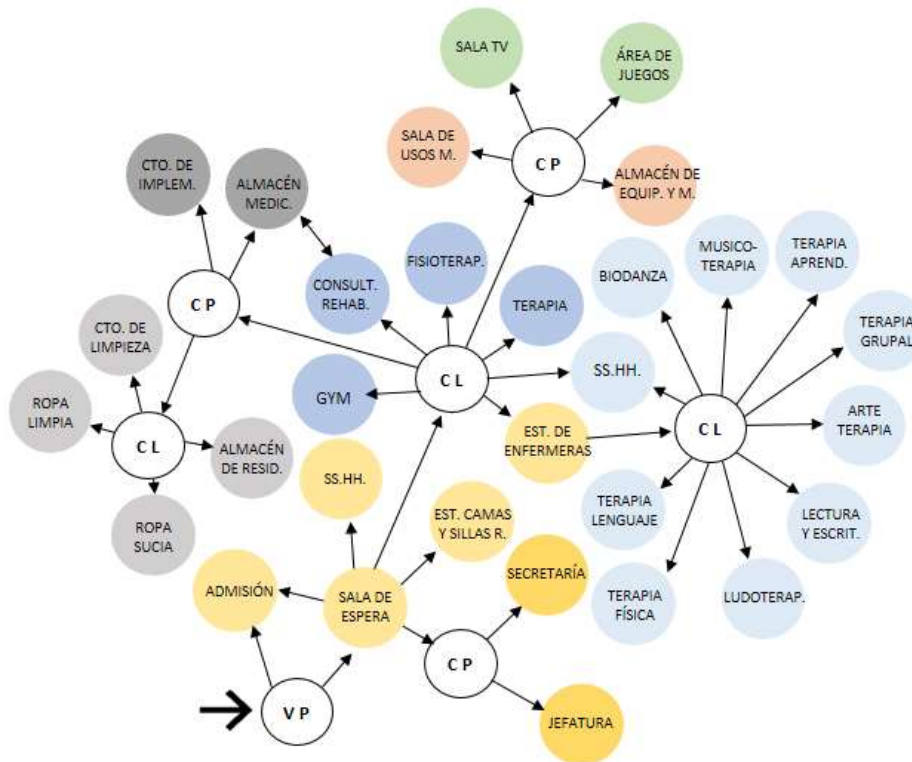 SALA TV
ÁREA DE
JUEGOS
SALA DE
USOS M.
C P
ALMACÉN DE
EQUIP. Y M.
CTO. DE
IMPLEM.
ALMACÉN
MEDIC.
FISIOTERAP.
BIODANZA
MUSICO-
TERAPIA
TERAPIA
APREND.
CONSULT.
REHAB.
TERAPIA
C P
CTO. DE
LIMPIEZA
TERAPIA
GRUPAL
GYM
C L
SS.HH.
ROPA
LIMPIA
C L
ALMACÉN
DE RESID.
EST. DE
ENFERMERAS
C L
ARTE
TERAPIA
SS.HH.
ROPA
SUCIA
EST. CAMAS
Y SILLAS R.
TERAPIA
LENGUAJE
LECTURA
Y ESCRIT.
ADMISIÓN
SALA DE
ESPERA
SECRETARÍA
TERAPIA
FÍSICA
LUDOTERAP.
C P
V P
JEFATURA